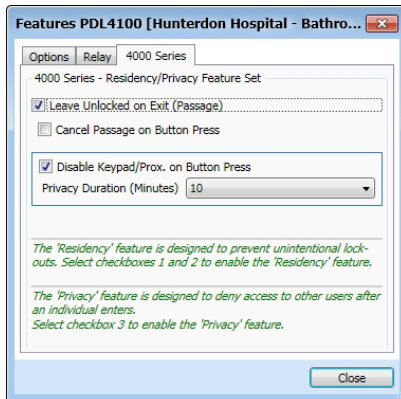 Features PDL4100 [Hunterdon Hospital - Bathro...
Options Relay 4000 Series
4000 Series - Residency/Privacy Feature Set
Leave Unlocked on Exit (Passage)
Cancel Passage on Button Press
Disable Keypad/Prox. on Button Press
Privacy Duration (Minutes) 10
The 'Residency' feature is designed to prevent unintentional lock-
outs. Select checkboxes 1 and 2 to enable the 'Residency' feature.
The 'Privacy' feature is designed to deny access to other users after
an individual enters.
Select checkbox 3 to enable the 'Privacy' feature.
Close